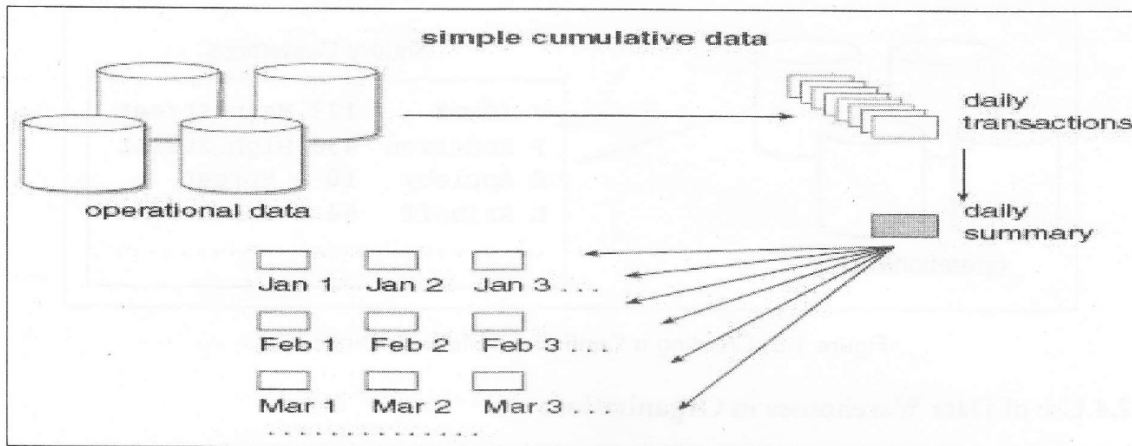 simple cumulative data
daily
transactions
operational data
daily
summary
Jan 1 Jan 2 Jan 3 . . .
Feb 1 Feb 2 Feb 3 . . .
Mar 1 Mar 2 Mar 3
. . . . . . . . . . . . . . .